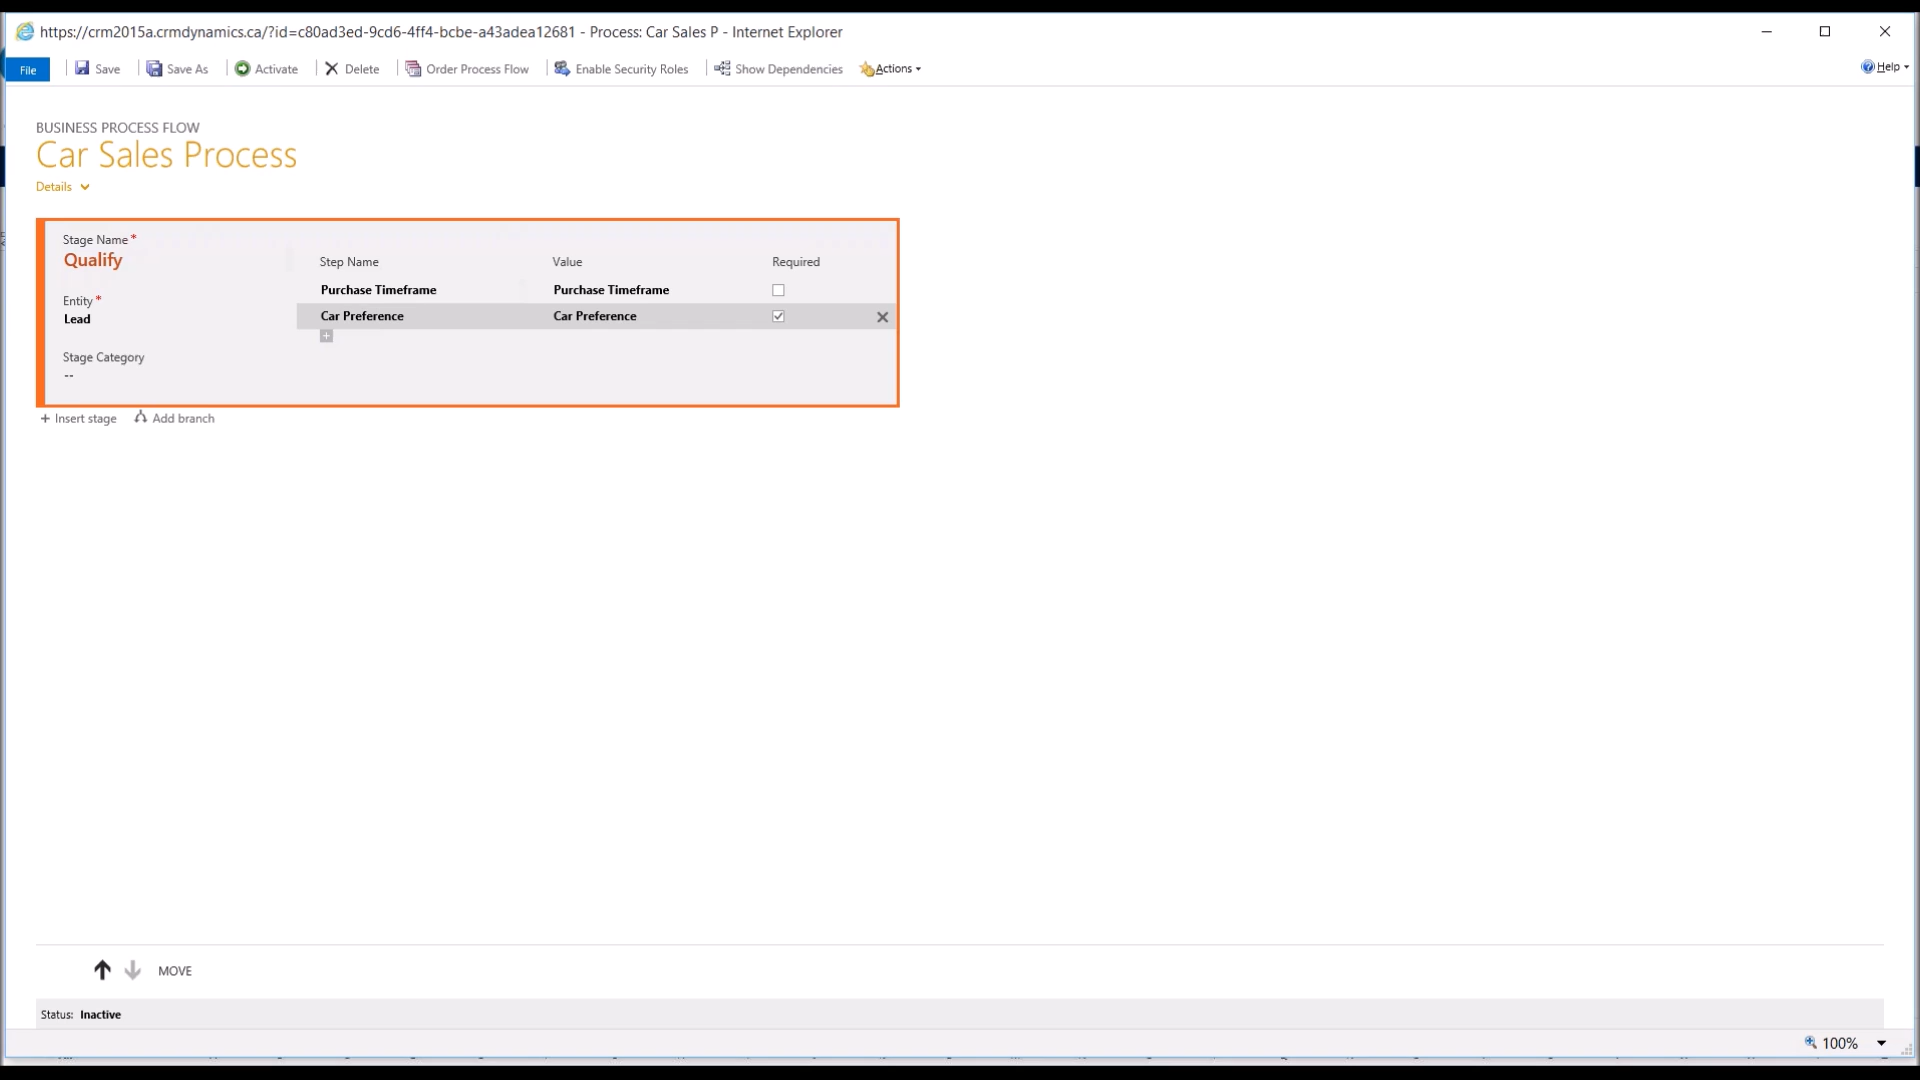 https://crm2015a.crmdynamics.ca/?id=c80ad3ed-9cd6-4ff4-bcbe-a43adea12681 - Process: Car Sales P - Internet Explorer
File Save Save As Activate Delete Order Process Flow Enable Security Roles Show Dependencies Actions Help
BUSINESS PROCESS FLOW
Car Sales Process
Details
Stage Name *
Qualify
Entity *
Lead
Stage Category
--
Step Name Value Required
Purchase Timeframe Purchase Timeframe
Car Preference Car Preference
+ Insert stage Add branch
MOVE
Status: Inactive
100%